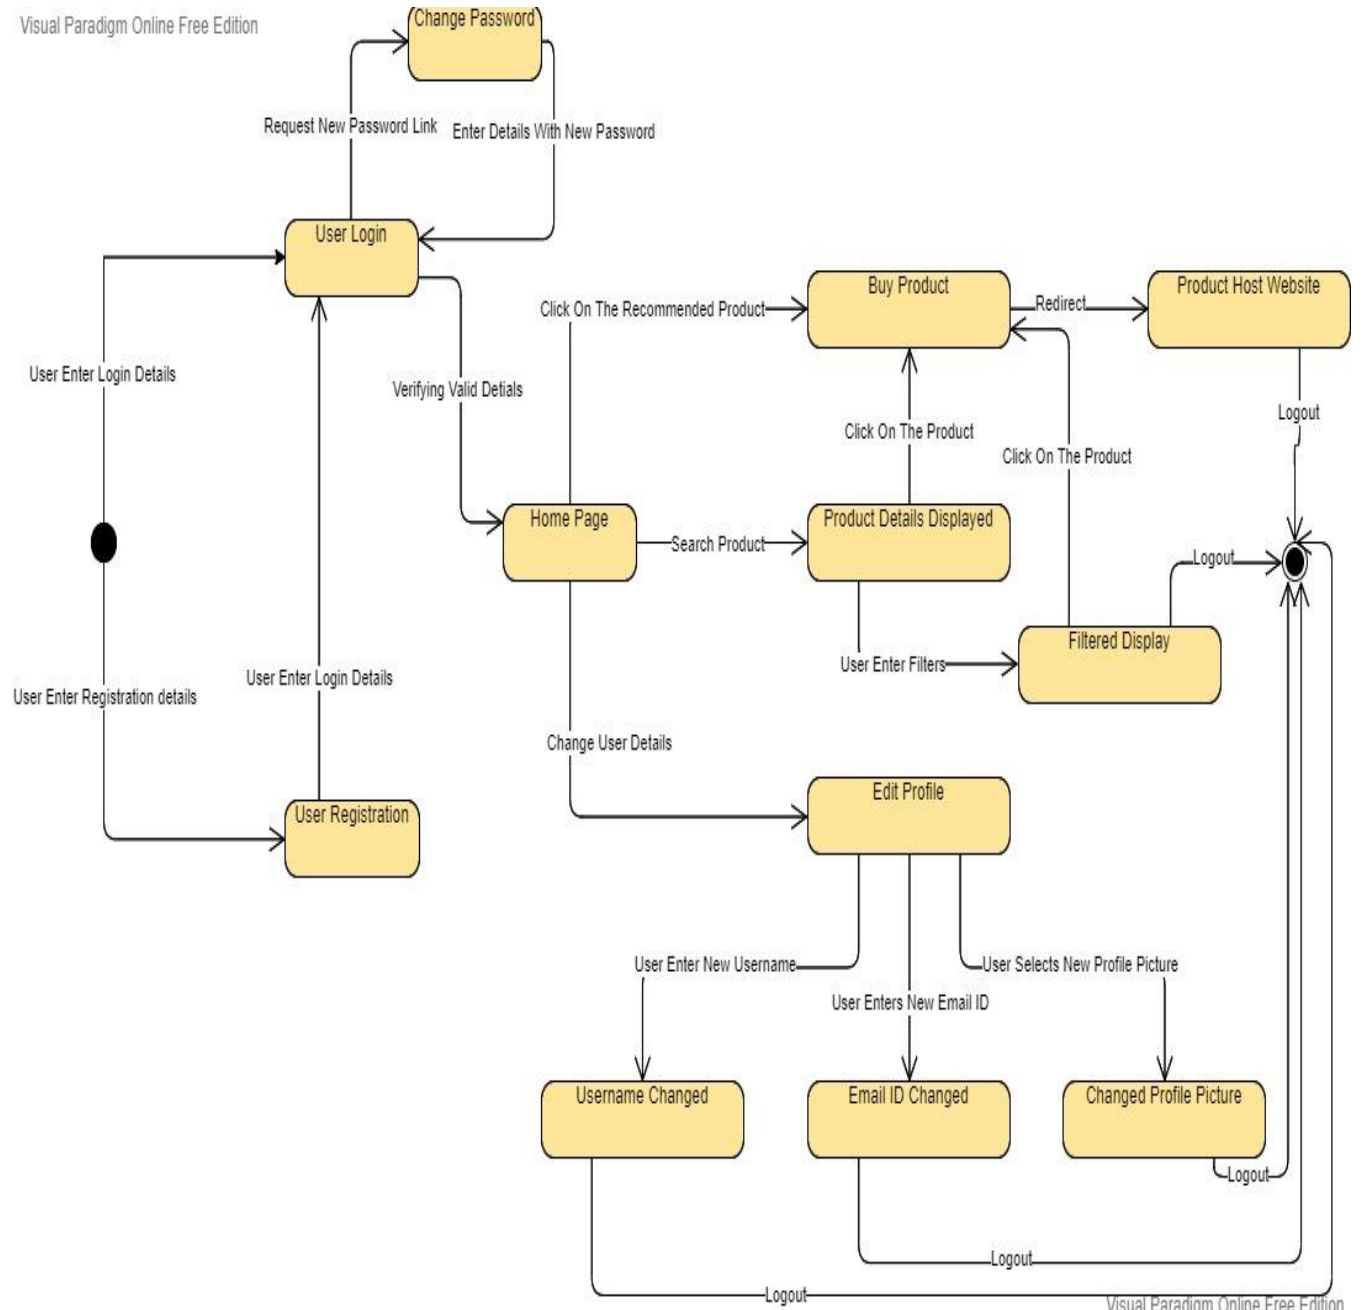 Visual Paradigm Online Free Edition
Change Password
Request New Password Link
Enter Details With New Password
User Login
Buy Product
Product Host Website
Click On The Recommended Product
Redirect
User Enter Login Details
Verifying Valid Detials
Logout
Click On The Product
Click On The Product
Home Page
Product Details Displayed
Search Product
Logout
Filtered Display
User Enter Filters
User Enter Login Details
User Enter Registration details
Change User Details
Edit Profile
User Registration
User Enter New Username
User Selects New Profile Picture
User Enters New Email ID
Username Changed
Email ID Changed
Changed Profile Picture
Logout
Logout
Logout
Visual Paradigm Online Free Edition